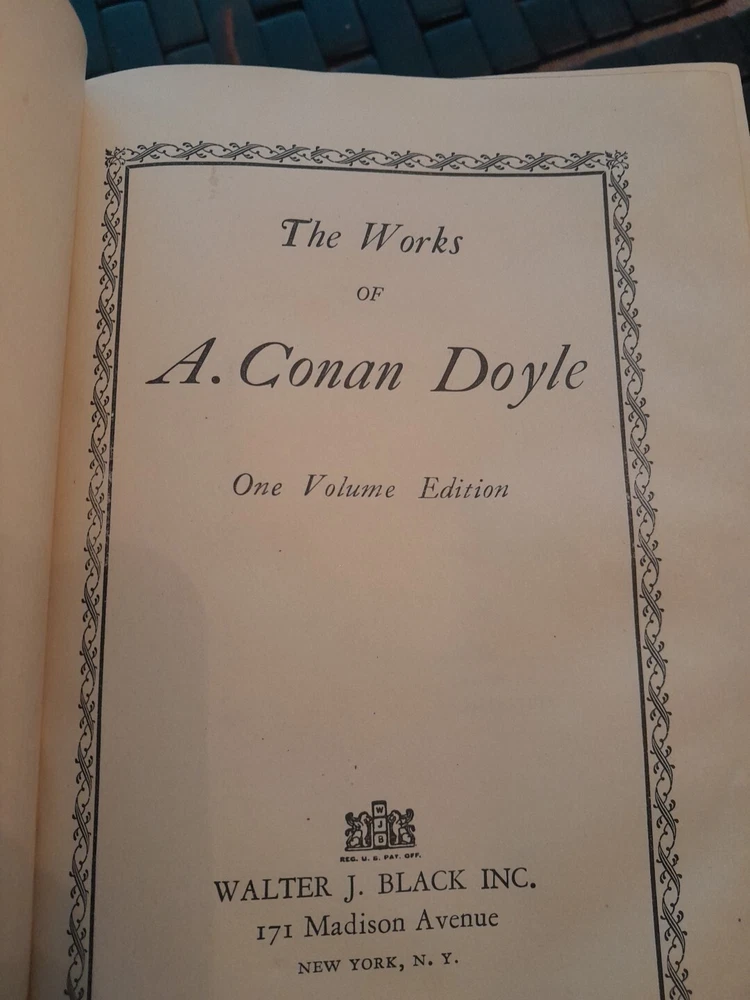 The Works
OF
A. Conan Doyle
One Volume Edition
W
J
B
REG. U. S. PAT. OFF.
WALTER J. BLACK INC.
171 Madison Avenue
NEW YORK, N. Y.